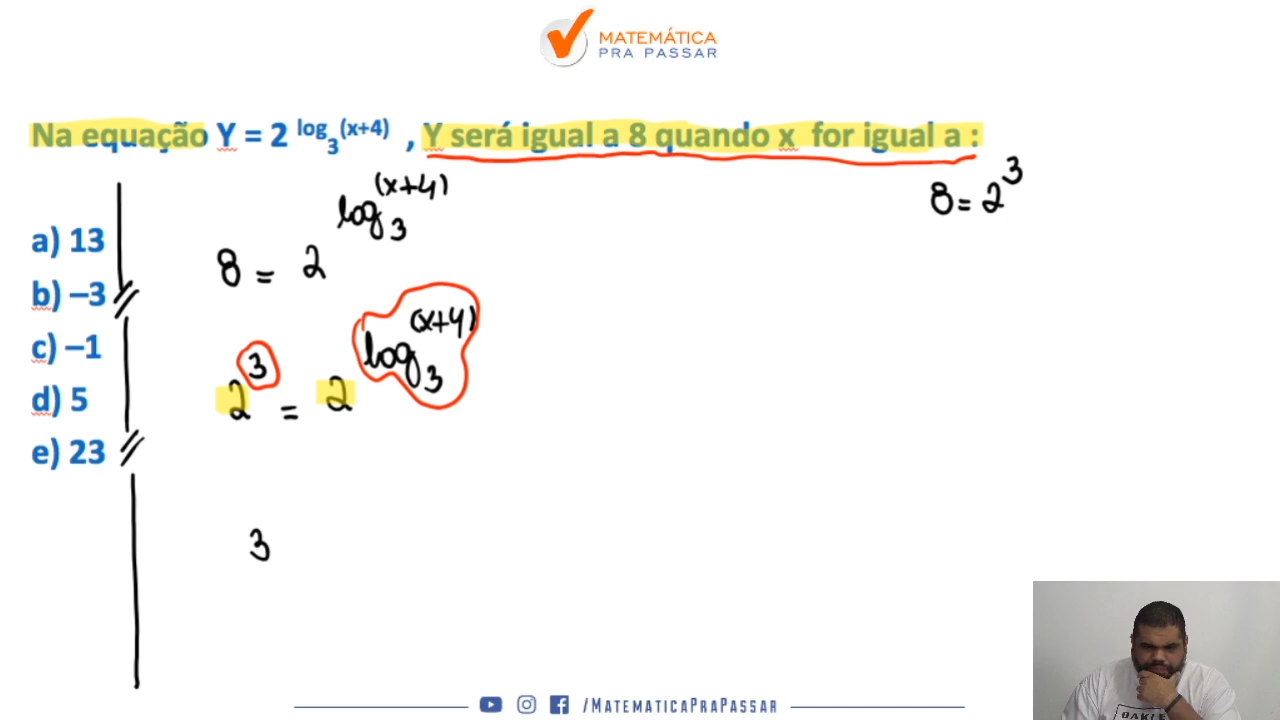 MATEMÁTICA
PRA PASSAR
Na equação Y = 2 log₃(x+4) , Y será igual a 8 quando x for igual a :
8 = 2³
a) 13
b) –3
c) –1
d) 5
e) 23
8 = 2 log₃(x+4)
2³ = 2 log₃(x+4)
3
/MATEMATICAPRAPASSAR
OAKLE